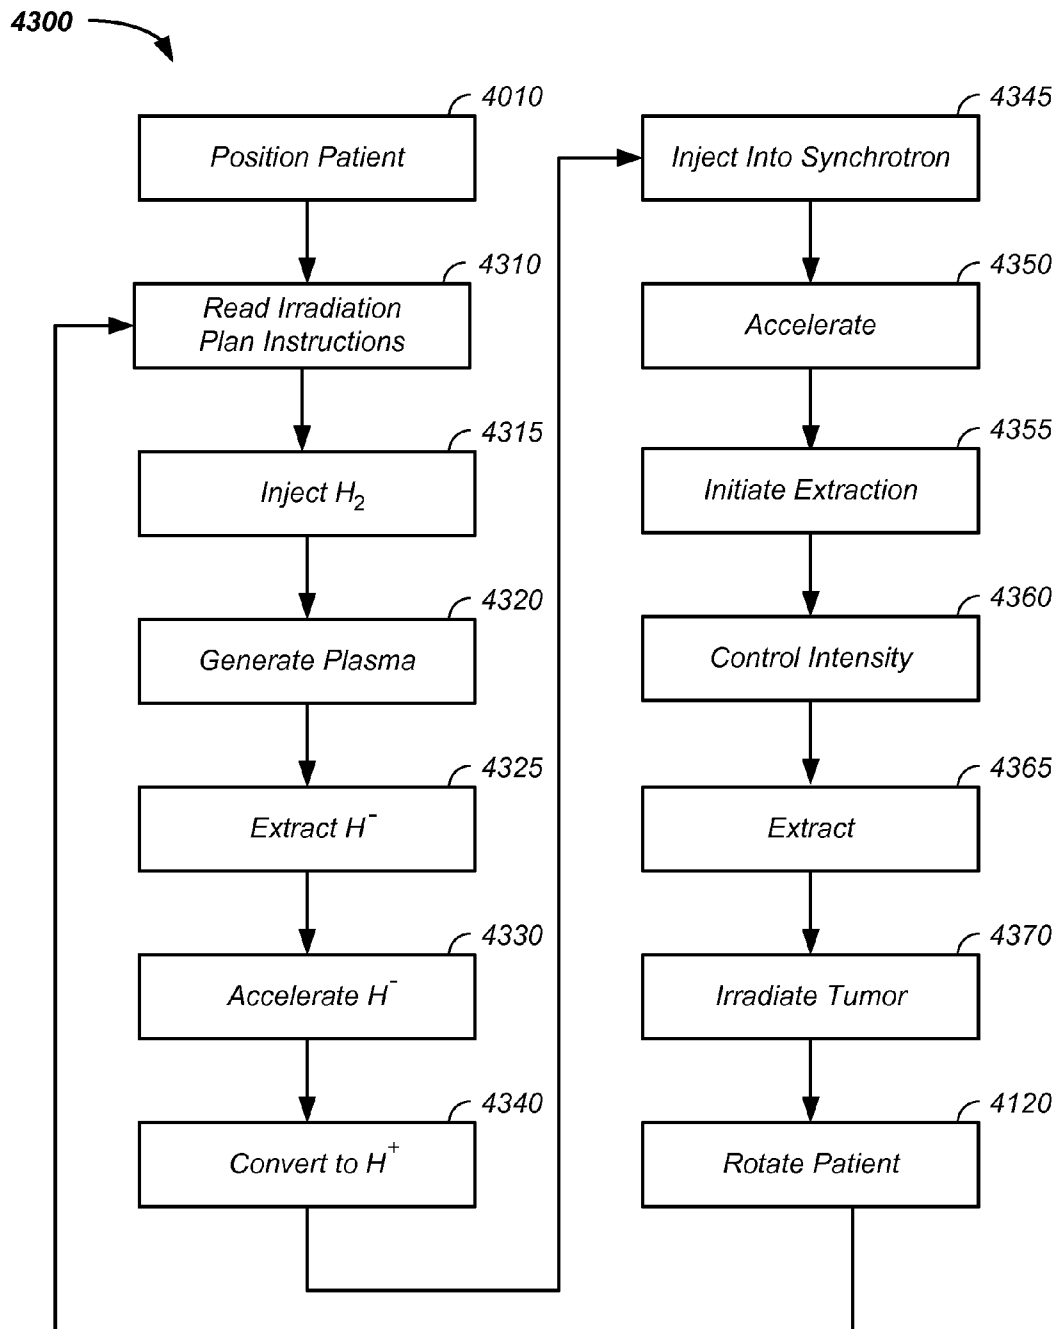 4300
4010
Position Patient
4310
Read Irradiation
Plan Instructions
4315
Inject H₂
4320
Generate Plasma
4325
Extract H⁻
4330
Accelerate H⁻
4340
Convert to H⁺
4345
Inject Into Synchrotron
4350
Accelerate
4355
Initiate Extraction
4360
Control Intensity
4365
Extract
4370
Irradiate Tumor
4120
Rotate Patient